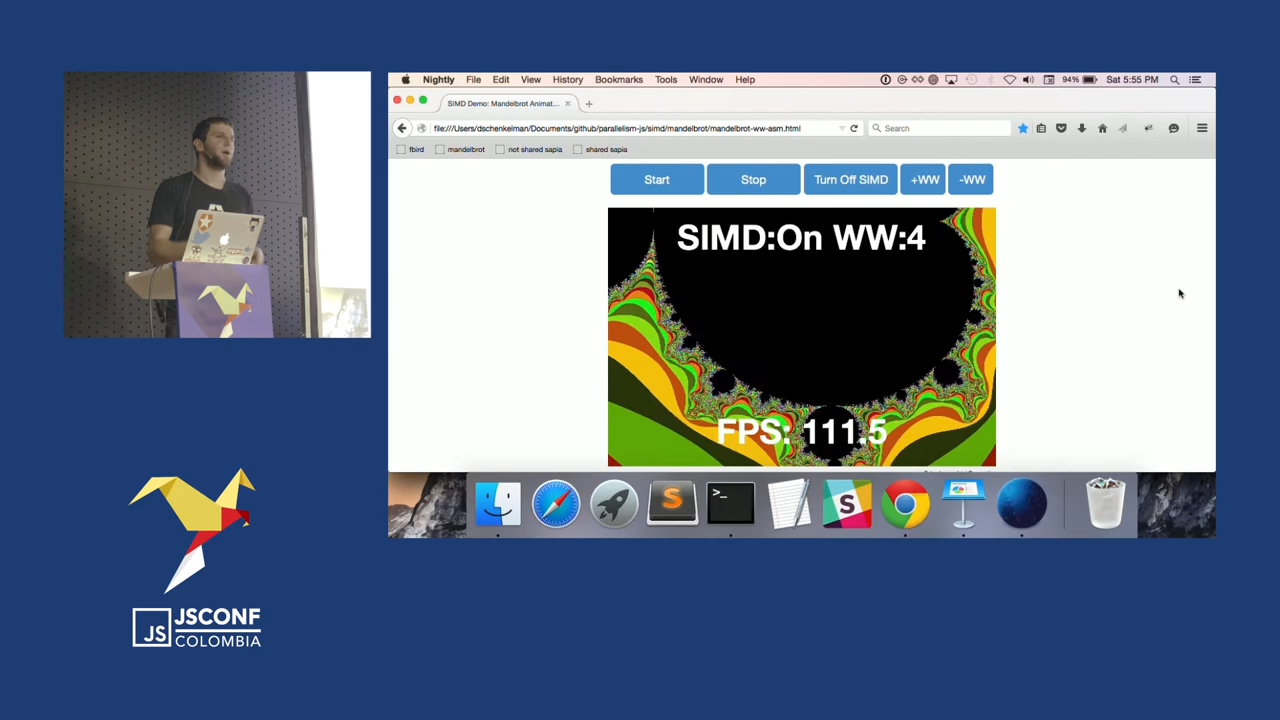 Nightly File Edit View History Bookmarks Tools Window Help
94% Sat 5:55 PM
SIMD Demo: Mandelbrot Animat...
file:///Users/dschenkelman/Documents/github/parallelism-js/simd/mandelbrot/mandelbrot-ww-asm.html
Search
fbird mandelbrot not shared sapia shared sapia
Start Stop Turn Off SIMD +WW -WW
SIMD:On WW:4
FPS: 111.5
JS
JSCONF
COLOMBIA